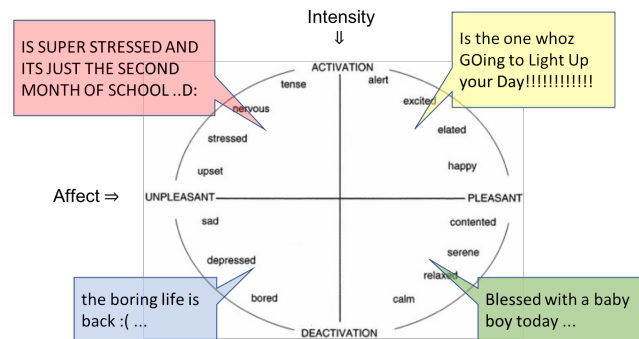 Intensity
⇓
IS SUPER STRESSED AND
ITS JUST THE SECOND
MONTH OF SCHOOL ..D:
Is the one whoz
GOing to Light Up
your Day!!!!!!!!!!!!
ACTIVATION
tense
alert
nervous
excited
stressed
elated
upset
happy
Affect ⇒
UNPLEASANT
PLEASANT
sad
contented
depressed
serene
relaxed
bored
calm
the boring life is
back :( ...
Blessed with a baby
boy today ...
DEACTIVATION